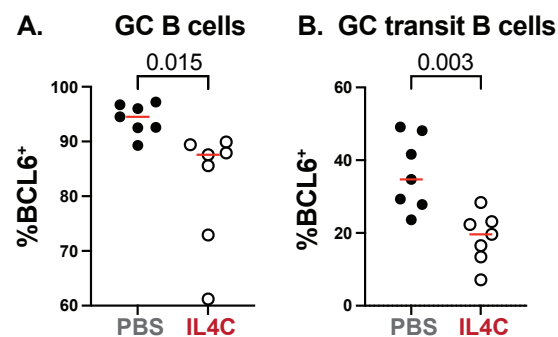 A. GC B cells
0.015
%BCL6+
100
90
80
70
60
PBS IL4C
B. GC transit B cells
0.003
%BCL6+
60
40
20
0
PBS IL4C